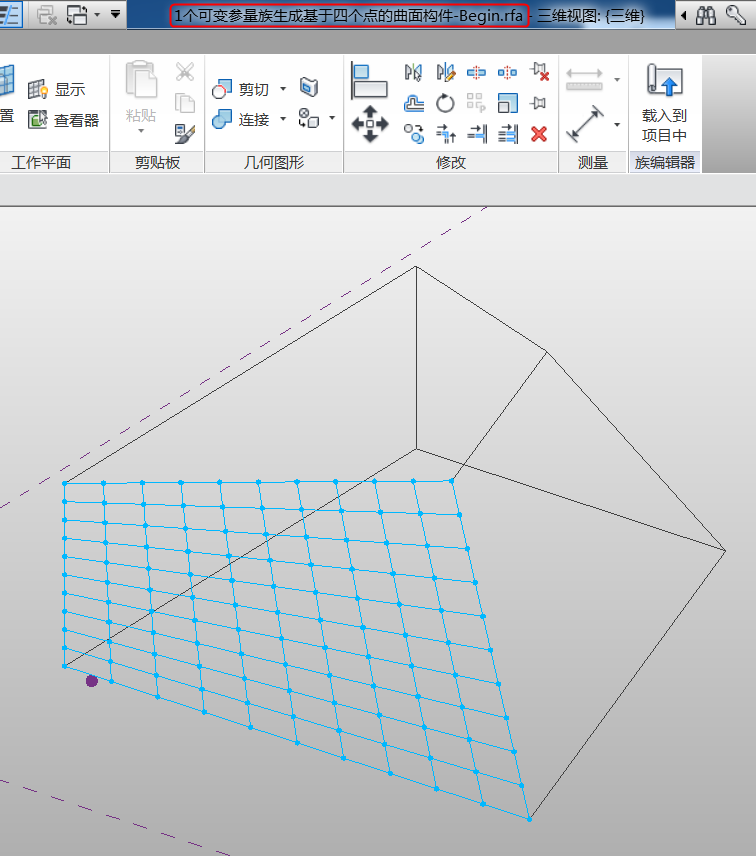 1个可变参量族生成基于四个点的曲面构件-Begin.rfa - 三维视图: {三维}
显示
剪切
置
粘贴
载入到
项目中
查看器
连接
工作平面
剪贴板
几何图形
修改
测量
族编辑器